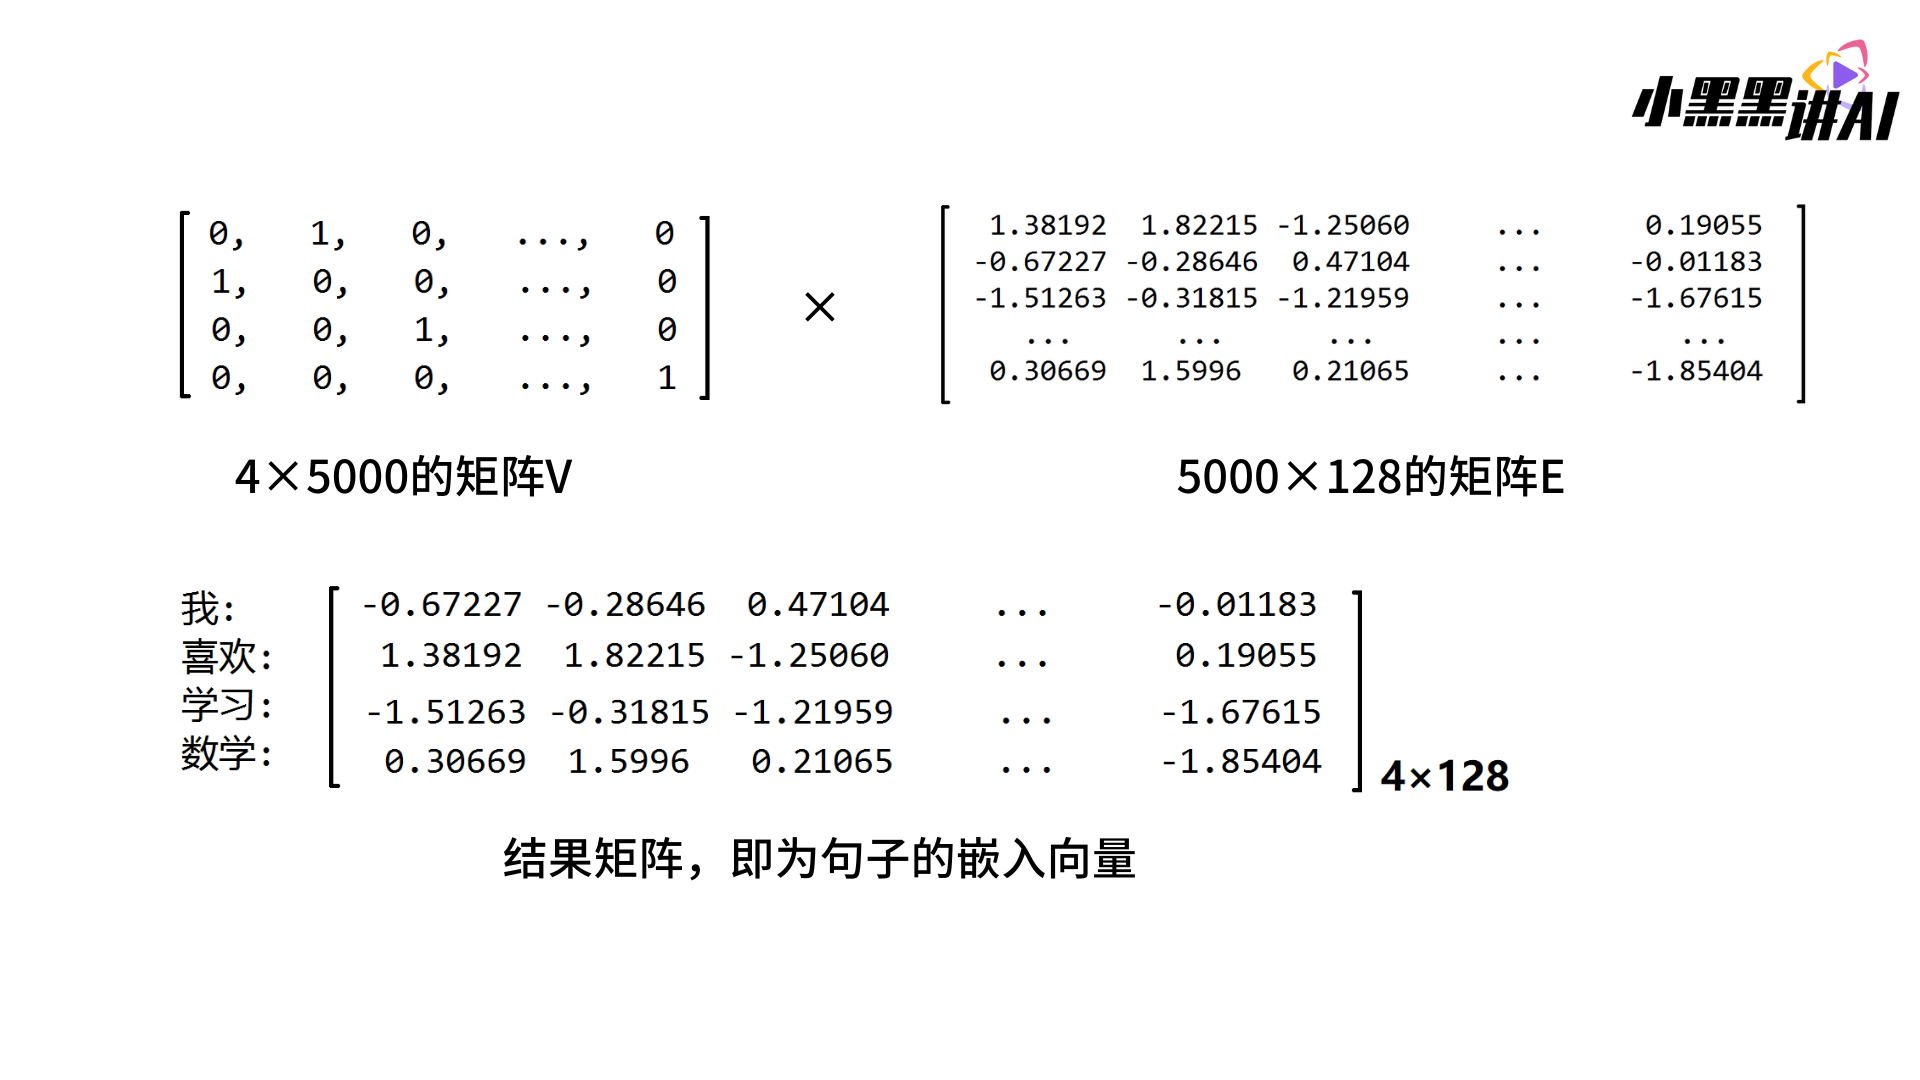 小黑黑讲AI
0, 1, 0, ..., 0
1, 0, 0, ..., 0
0, 0, 1, ..., 0
0, 0, 0, ..., 1
×
1.38192 1.82215 -1.25060 ... 0.19055
-0.67227 -0.28646 0.47104 ... -0.01183
-1.51263 -0.31815 -1.21959 ... -1.67615
... ... ... ... ...
0.30669 1.5996 0.21065 ... -1.85404
4×5000的矩阵V
5000×128的矩阵E
我: -0.67227 -0.28646 0.47104 ... -0.01183
喜欢: 1.38192 1.82215 -1.25060 ... 0.19055
学习: -1.51263 -0.31815 -1.21959 ... -1.67615
数学: 0.30669 1.5996 0.21065 ... -1.85404
4×128
结果矩阵，即为句子的嵌入向量